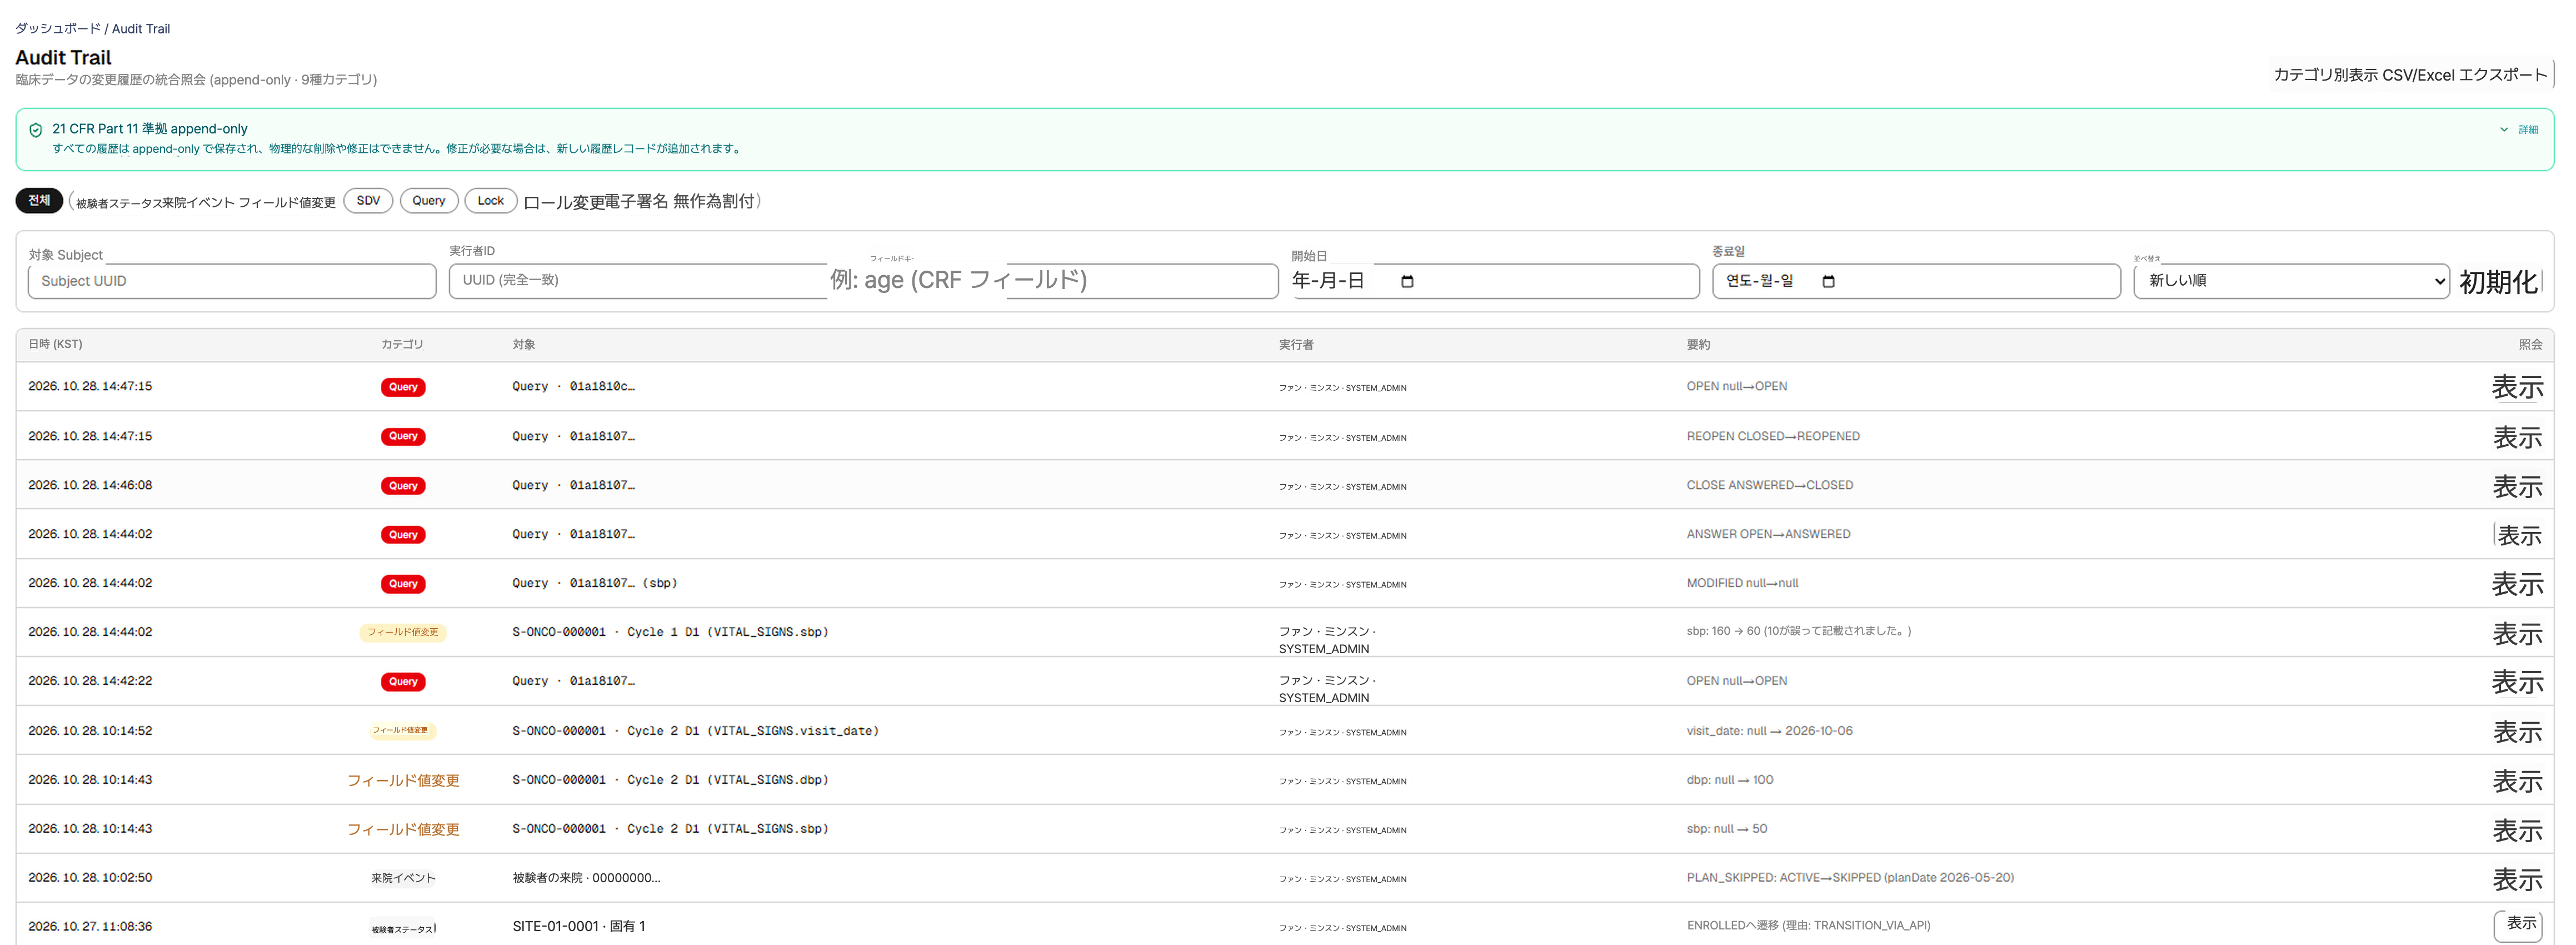 ダッシュボード / Audit Trail
Audit Trail
臨床データの変更履歴の統合照会 (append-only · 9種カテゴリ)
カテゴリ別表示 CSV/Excel エクスポート
21 CFR Part 11 準拠 append-only
詳細
すべての履歴は append-only で保存され、物理的な削除や修正はできません。修正が必要な場合は、新しい履歴レコードが追加されます。
전체 被験者ステータス来院イベント フィールド値変更 SDV Query Lock ロール変更電子署名 無作為割付
対象 Subject 実行者ID フィールドキ- 開始日 종료일 並べ替え
Subject UUID UUID (完全一致) 例: age (CRF フィールド) 年-月-日 연도-월-일 新しい順 初期化
日時 (KST) カテゴリ 対象 実行者 要約 照会
2026. 10. 28. 14:47:15 Query Query · 01a1810c… ファン・ミンスン · SYSTEM_ADMIN OPEN null→OPEN 表示
2026. 10. 28. 14:47:15 Query Query · 01a18107… ファン・ミンスン · SYSTEM_ADMIN REOPEN CLOSED→REOPENED 表示
2026. 10. 28. 14:46:08 Query Query · 01a18107… ファン・ミンスン · SYSTEM_ADMIN CLOSE ANSWERED→CLOSED 表示
2026. 10. 28. 14:44:02 Query Query · 01a18107… ファン・ミンスン · SYSTEM_ADMIN ANSWER OPEN→ANSWERED 表示
2026. 10. 28. 14:44:02 Query Query · 01a18107… (sbp) ファン・ミンスン · SYSTEM_ADMIN MODIFIED null→null 表示
2026. 10. 28. 14:44:02 フィールド値変更 S-ONCO-000001 · Cycle 1 D1 (VITAL_SIGNS.sbp) ファン・ミンスン · SYSTEM_ADMIN sbp: 160 → 60 (10が誤って記載されました。) 表示
2026. 10. 28. 14:42:22 Query Query · 01a18107… ファン・ミンスン · SYSTEM_ADMIN OPEN null→OPEN 表示
2026. 10. 28. 10:14:52 フィールド値変更 S-ONCO-000001 · Cycle 2 D1 (VITAL_SIGNS.visit_date) ファン・ミンスン · SYSTEM_ADMIN visit_date: null → 2026-10-06 表示
2026. 10. 28. 10:14:43 フィールド値変更 S-ONCO-000001 · Cycle 2 D1 (VITAL_SIGNS.dbp) ファン・ミンスン · SYSTEM_ADMIN dbp: null → 100 表示
2026. 10. 28. 10:14:43 フィールド値変更 S-ONCO-000001 · Cycle 2 D1 (VITAL_SIGNS.sbp) ファン・ミンスン · SYSTEM_ADMIN sbp: null → 50 表示
2026. 10. 28. 10:02:50 来院イベント 被験者の来院 · 00000000... ファン・ミンスン · SYSTEM_ADMIN PLAN_SKIPPED: ACTIVE→SKIPPED (planDate 2026-05-20) 表示
2026. 10. 27. 11:08:36 被験者ステータス SITE-01-0001 · 固有 1 ファン・ミンスン · SYSTEM_ADMIN ENROLLEDへ遷移 (理由: TRANSITION_VIA_API) 表示